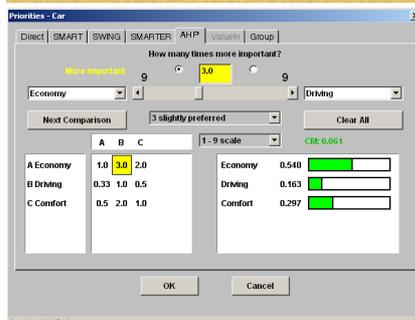 Priorities - Car
Direct SMART SWING SMARTER AHP ValueFn Group
How many times more important?
More important 9 3.0 9
Economy Driving
Next Comparison 3 slightly preferred Clear All
A B C 1 - 9 scale CM: 0.061
A Economy 1.0 3.0 2.0 Economy 0.540
B Driving 0.33 1.0 0.5 Driving 0.163
C Comfort 0.5 2.0 1.0 Comfort 0.297
OK Cancel